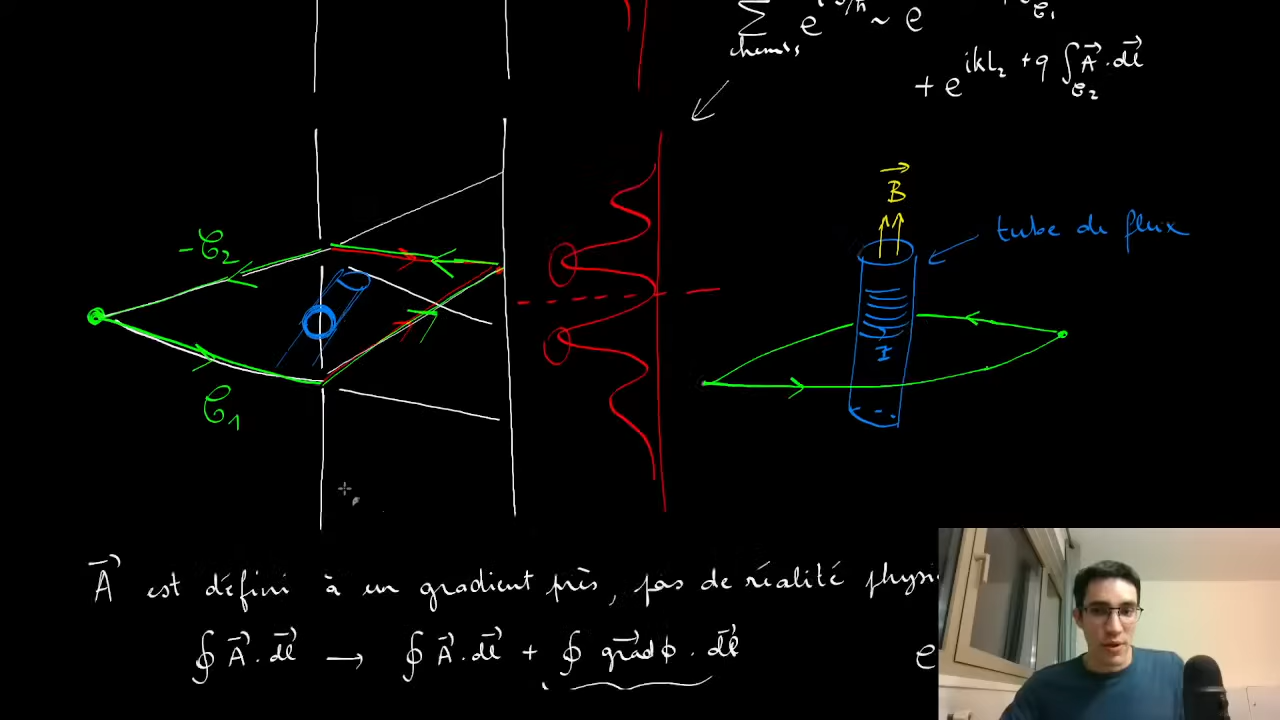 ∑ e^{iS/ℏ} ~ e
chemins
+ e^{ikL₂ + q ∫_{𝒞₂} A⃗·dl⃗}
B⃗
tube de flux
-𝒞₂
I
𝒞₁
A⃗ est défini à un gradient près, pas de réalité physi
∮ A⃗·dl⃗ → ∮ A⃗·dl⃗ + ∮ grad⃗ϕ·dl⃗
e